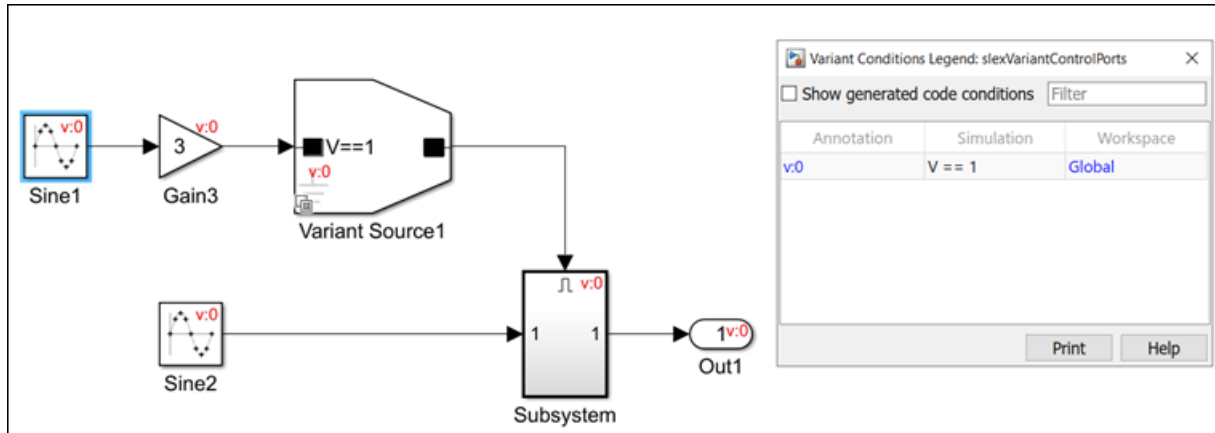 v:0
Sine1
3
v:0
Gain3
V==1
v:0
Variant Source1
v:0
Sine2
v:0
1
1
Subsystem
1
v:0
Out1
Variant Conditions Legend: slexVariantControlPorts
Show generated code conditions
Filter
Annotation Simulation Workspace
v:0 V == 1 Global
Print Help